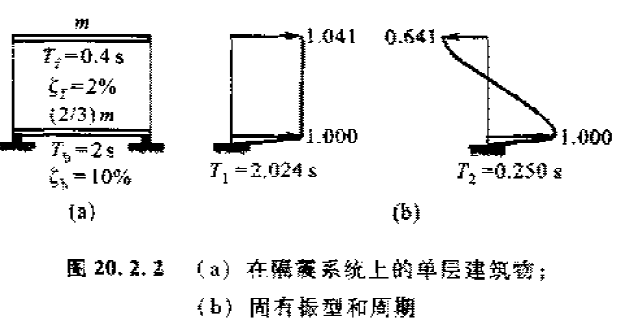 m
T_f=0.4 s
ζ_f=2%
(2/3)m
T_b=2 s
ζ_b=10%
(a)
1.041
1.000
T_1=2.024 s
0.641
1.000
T_2=0.250 s
(b)
图 20.2.2 (a) 在隔震系统上的单层建筑物;
(b) 固有振型和周期